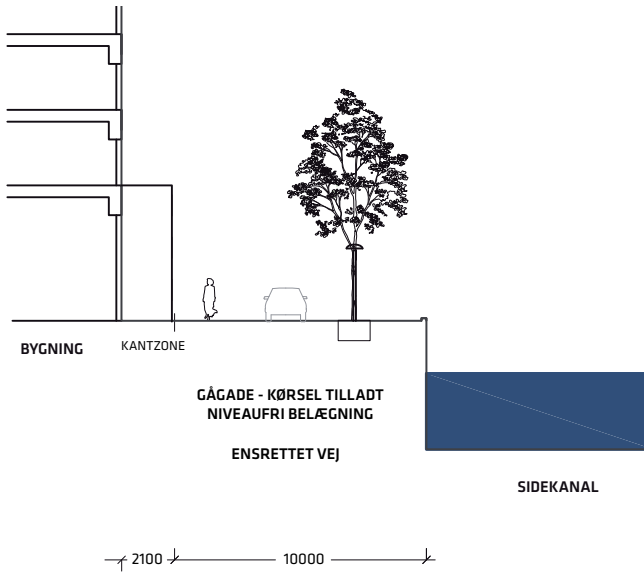 BYGNING
KANTZONE
GÅGADE - KØRSEL TILLADT
NIVEAUFRI BELÆGNING
ENSRETTET VEJ
SIDEKANAL
2100
10000